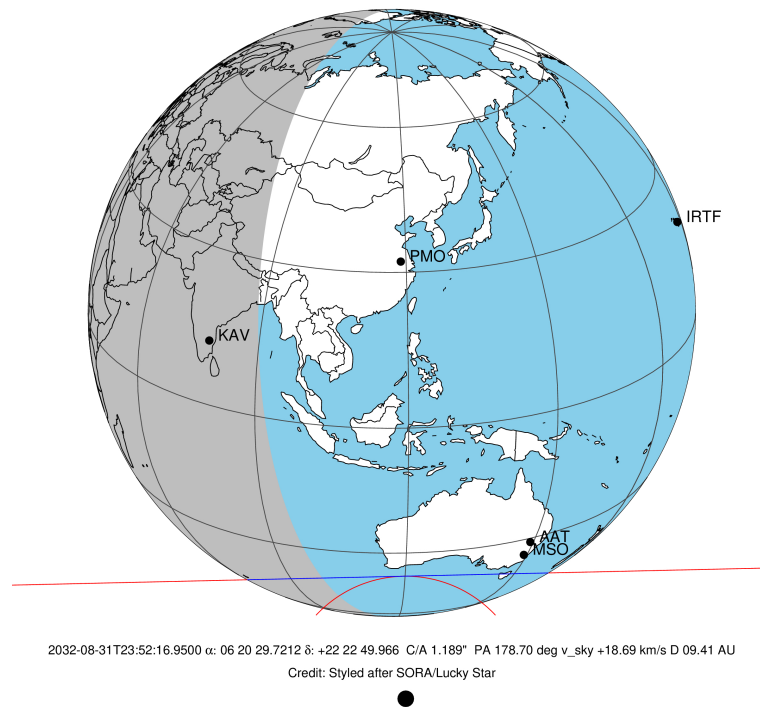 IRTF
PMO
KAV
AAT
MSO
2032-08-31T23:52:16.9500 α: 06 20 29.7212 δ: +22 22 49.966 C/A 1.189" PA 178.70 deg v_sky +18.69 km/s D 09.41 AU
Credit: Styled after SORA/Lucky Star